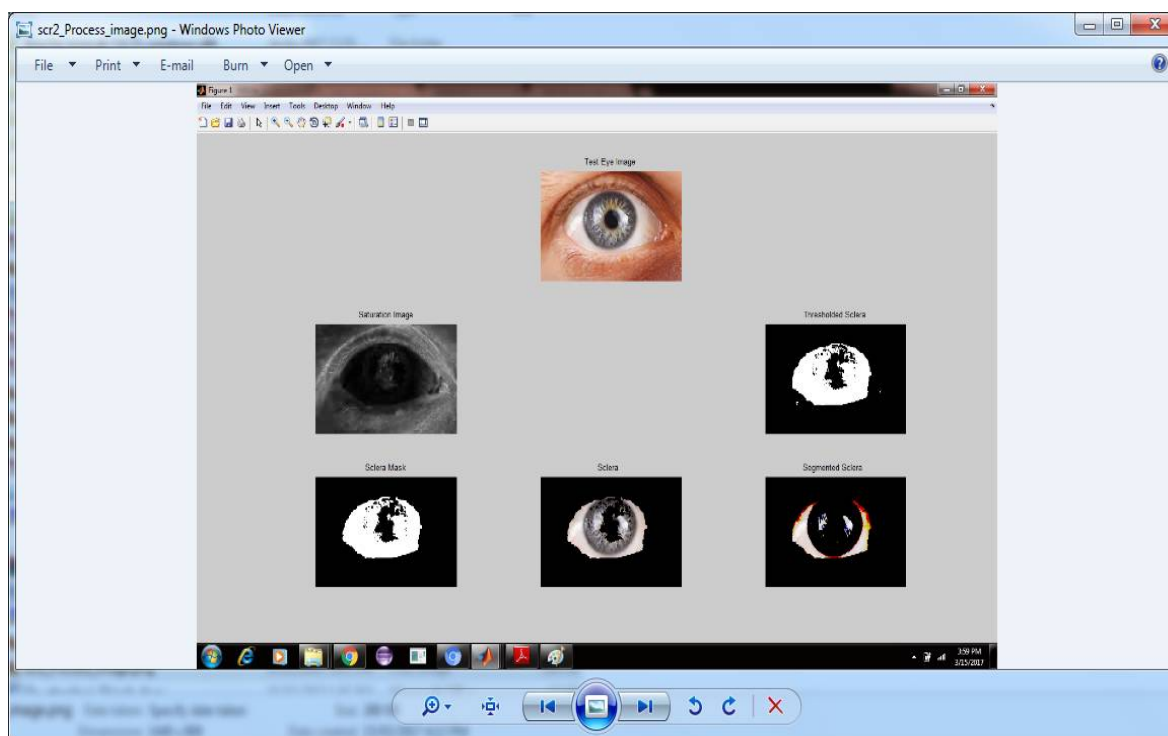 scr2_Process_image.png - Windows Photo Viewer
File Print E-mail Burn Open
Figure 1
File Edit View Insert Tools Desktop Window Help
Test Eye Image
Saturation Image
Thresholded Sclera
Sclera Mask
Sclera
Segmented Sclera
3:59 PM
3/15/2017